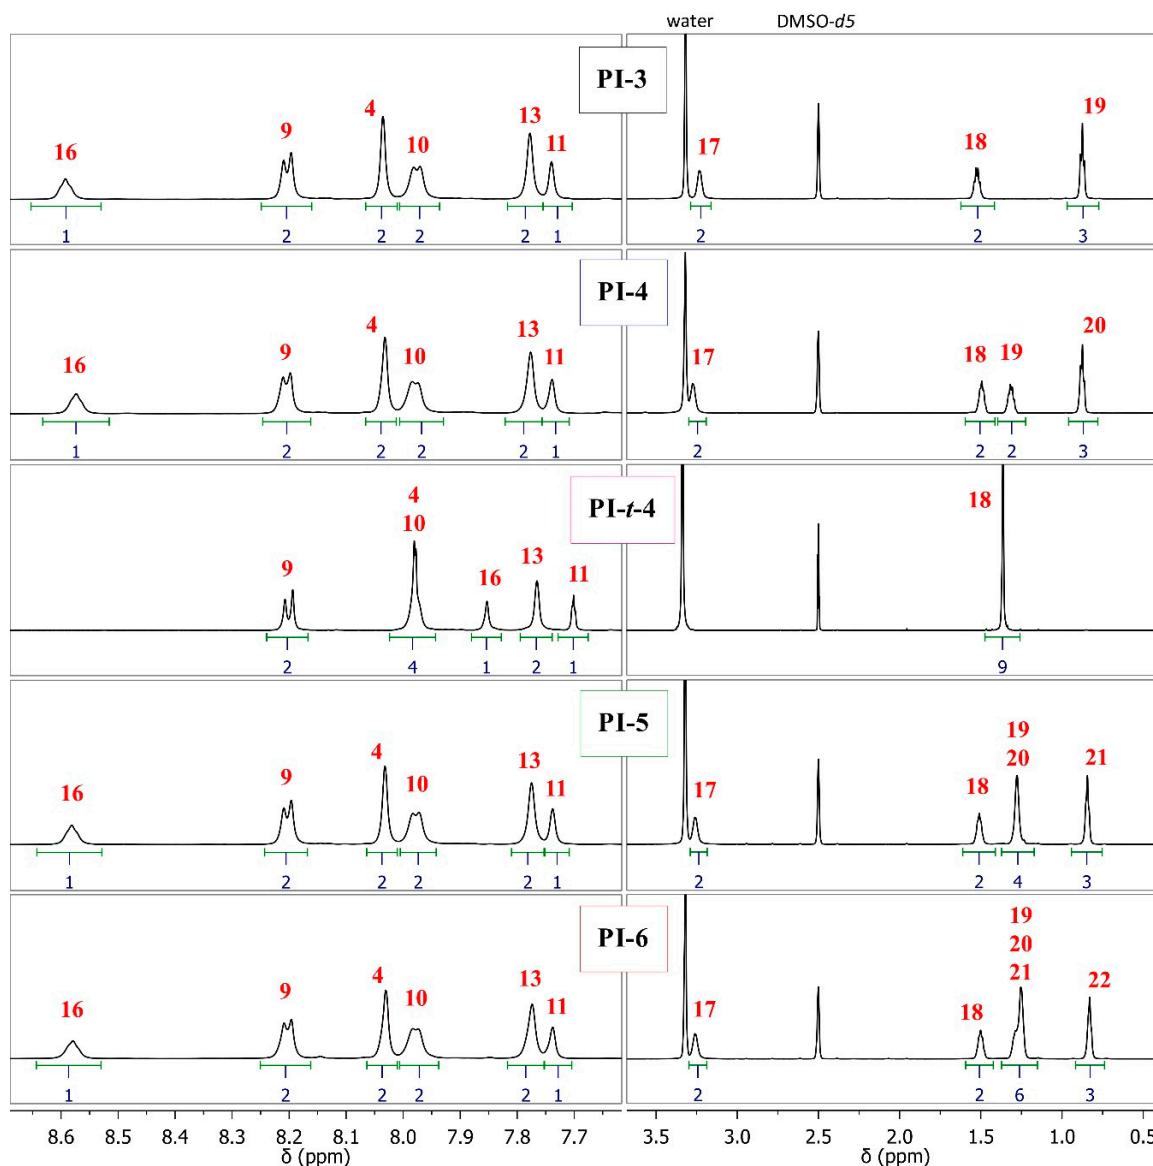 water DMSO-d5
PI-3
16 9 4 10 13 11 17 18 19
1 2 2 2 2 1 2 2 3
PI-4
16 9 4 10 13 11 17 18 19 20
1 2 2 2 2 1 2 2 2 3
PI-t-4
9 4 10 16 13 11 18
2 4 1 2 1 9
PI-5
16 9 4 10 13 11 17 18 19 20 21
1 2 2 2 2 1 2 2 4 3
PI-6
16 9 4 10 13 11 17 18 19 20 21 22
1 2 2 2 2 1 2 2 6 3
8.6 8.5 8.4 8.3 8.2 8.1 8.0 7.9 7.8 7.7 3.5 3.0 2.5 2.0 1.5 1.0 0.5
δ (ppm) δ (ppm)